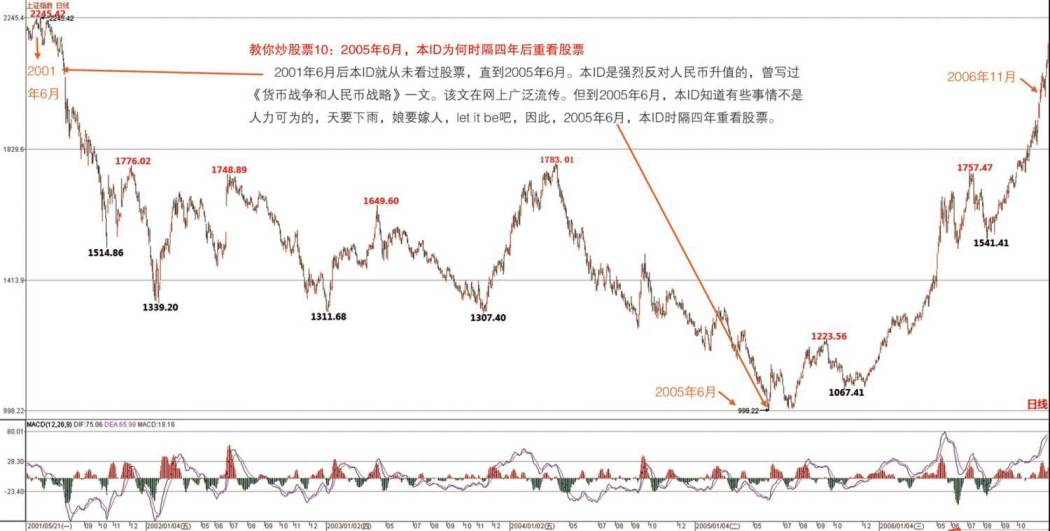 上证指数 日线
2245.42
2245.42
2245.4
教你炒股票10：2005年6月，本ID为何时隔四年后重看股票
2001年6月后本ID就从未看过股票，直到2005年6月。本ID是强烈反对人民币升值的，曾写过
《货币战争和人民币战略》一文。该文在网上广泛流传。但到2005年6月，本ID知道有些事情不是
人力可为的，天要下雨，娘要嫁人，let it be吧，因此，2005年6月，本ID时隔四年重看股票。
2001
年6月
2006年11月
1829.6
1776.02
1748.89
1783.01
1757.47
1649.60
1514.86
1541.41
1413.9
1339.20
1311.68
1307.40
1223.56
1067.41
2005年6月
998.22
998.22
日线
MACD(12,26,9) DIF:75.06 DEA:65.98 MACD:18.16
80.01
28.30
-23.40
2001/05/21(一) 09 10 11 12 2002/01/04(五) 05 06 07 08 09 10 11 12 2003/01/02(四) 05 06 07 08 09 10 11 12 2004/01/02(五) 05 06 07 08 09 10 11 12 2005/01/04(二) 05 07 08 09 10 12 2006/01/04(三) 05 06 07 08 09 10